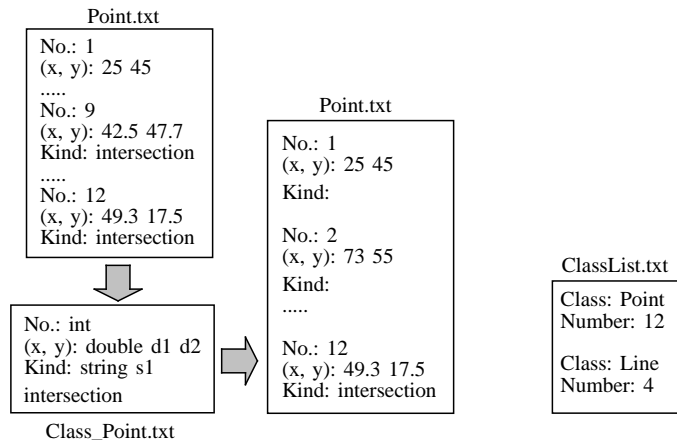 Point.txt
No.: 1
(x, y): 25 45
.....
No.: 9
(x, y): 42.5 47.7
Kind: intersection
.....
No.: 12
(x, y): 49.3 17.5
Kind: intersection
No.: int
(x, y): double d1 d2
Kind: string s1
intersection
Class_Point.txt
Point.txt
No.: 1
(x, y): 25 45
Kind:
No.: 2
(x, y): 73 55
Kind:
.....
No.: 12
(x, y): 49.3 17.5
Kind: intersection
ClassList.txt
Class: Point
Number: 12
Class: Line
Number: 4